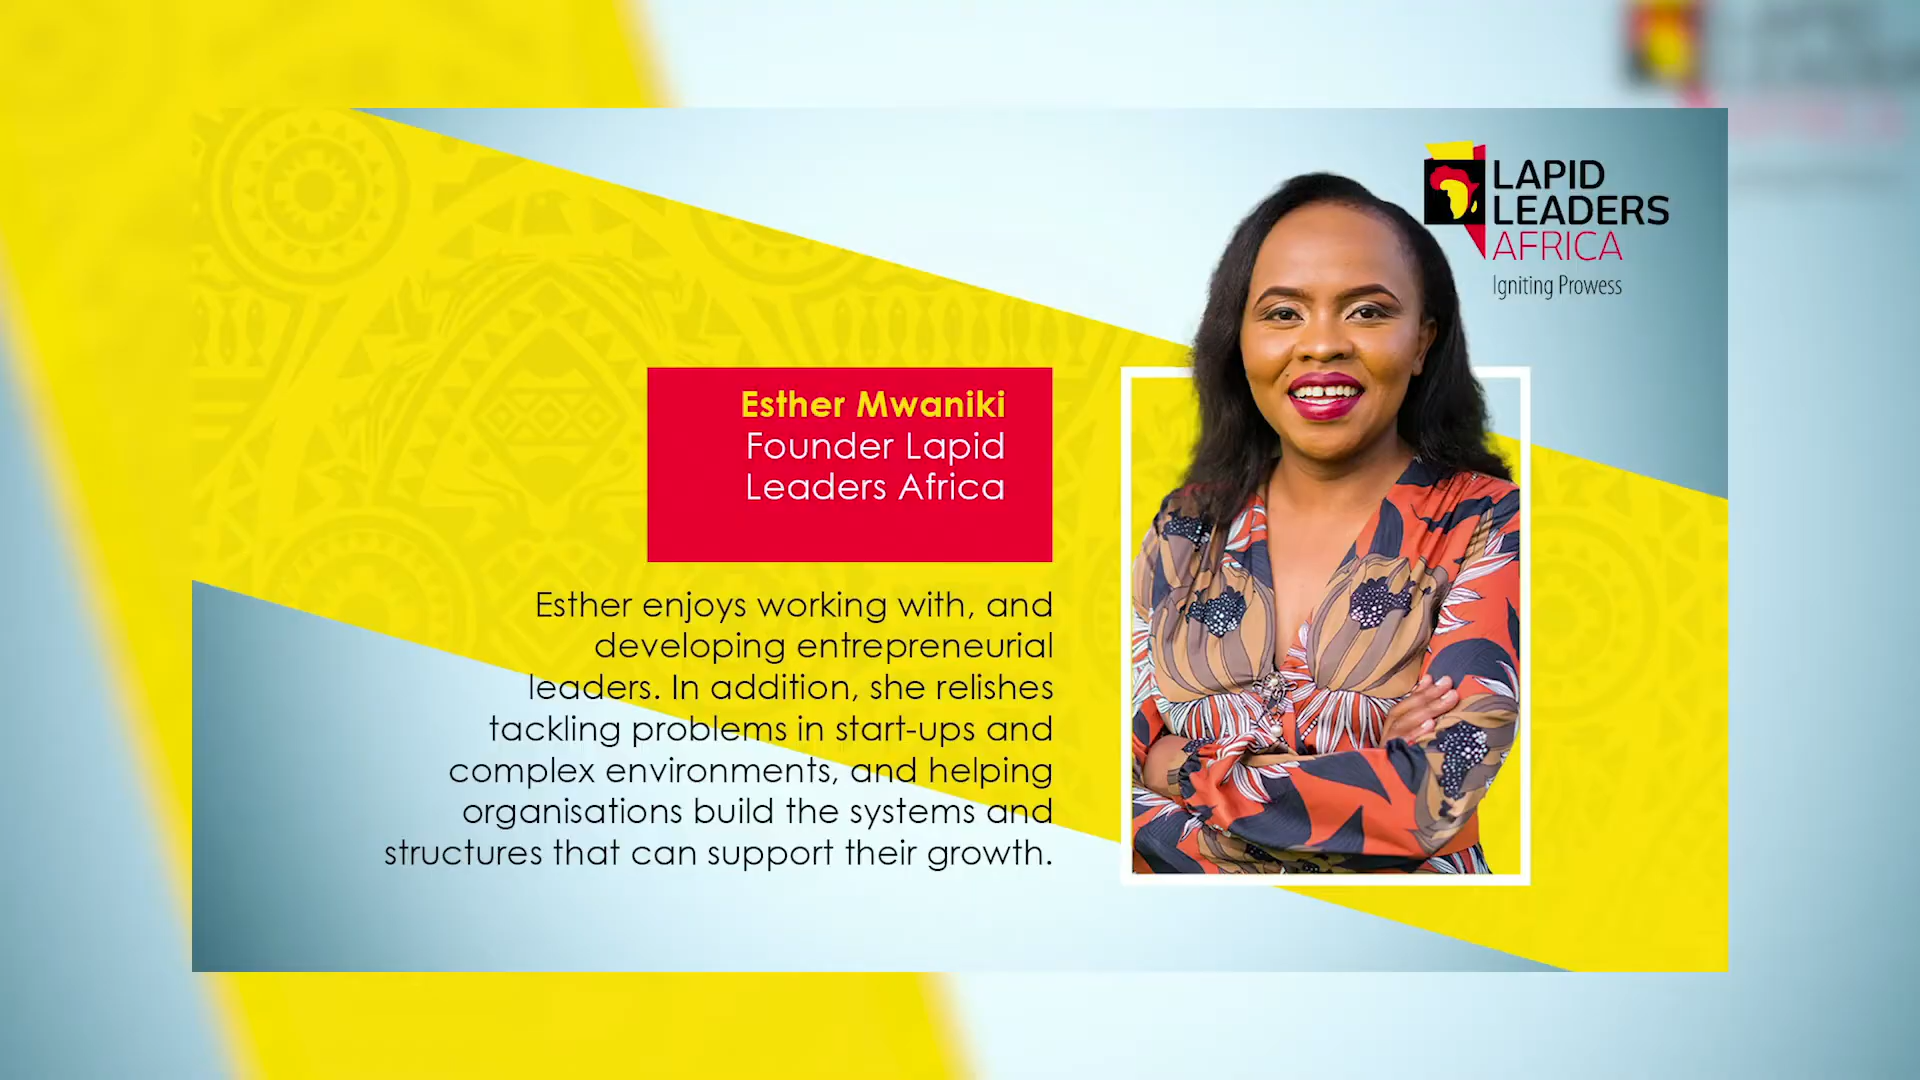 LAPID
LEADERS
AFRICA
Igniting Prowess
Esther Mwaniki
Founder Lapid
Leaders Africa
Esther enjoys working with, and
developing entrepreneurial
leaders. In addition, she relishes
tackling problems in start-ups and
complex environments, and helping
organisations build the systems and
structures that can support their growth.